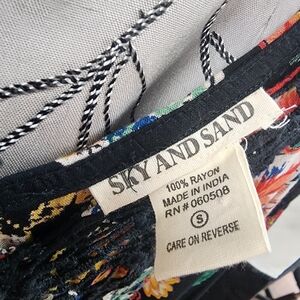 SKY AND SAND
100% RAYON
MADE IN INDIA
RN# 060508
S
CARE ON REVERSE